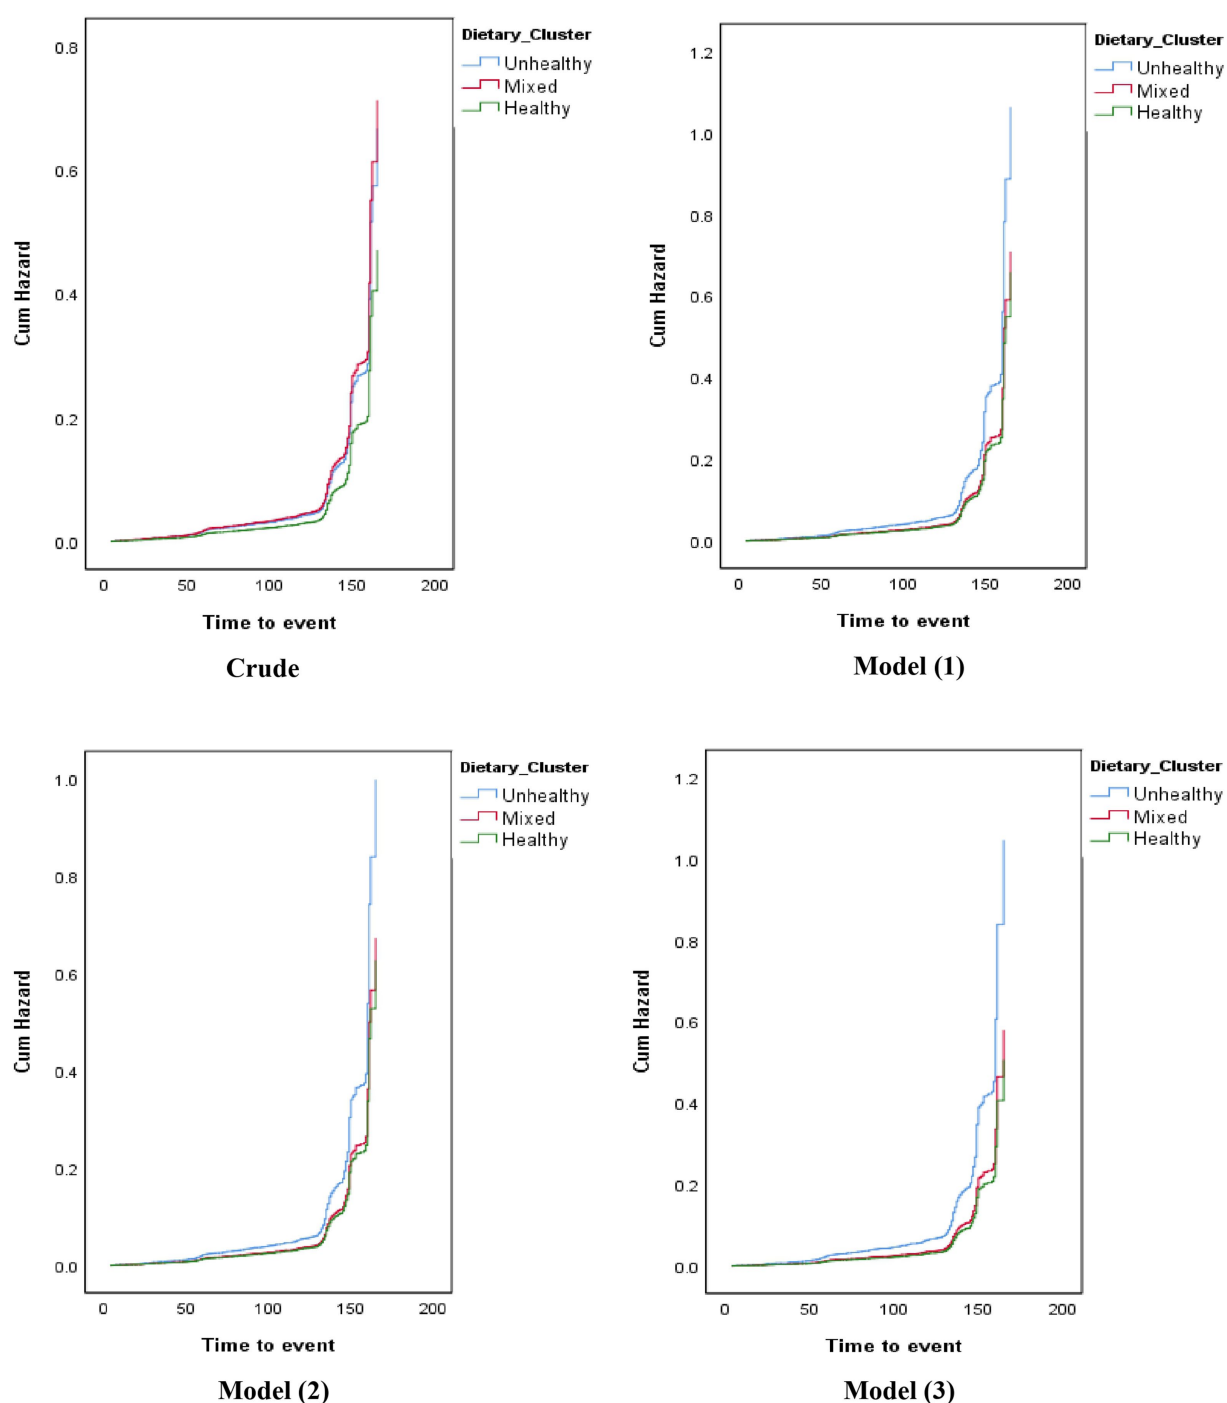 Dietary_Cluster
Unhealthy
Mixed
Healthy
0.8
0.6
0.4
0.2
0.0
Cum Hazard
0 50 100 150 200
Time to event
Crude
Dietary_Cluster
Unhealthy
Mixed
Healthy
1.2
1.0
0.8
0.6
0.4
0.2
0.0
Cum Hazard
0 50 100 150 200
Time to event
Model (1)
Dietary_Cluster
Unhealthy
Mixed
Healthy
1.0
0.8
0.6
0.4
0.2
0.0
Cum Hazard
0 50 100 150 200
Time to event
Model (2)
Dietary_Cluster
Unhealthy
Mixed
Healthy
1.2
1.0
0.8
0.6
0.4
0.2
0.0
Cum Hazard
0 50 100 150 200
Time to event
Model (3)